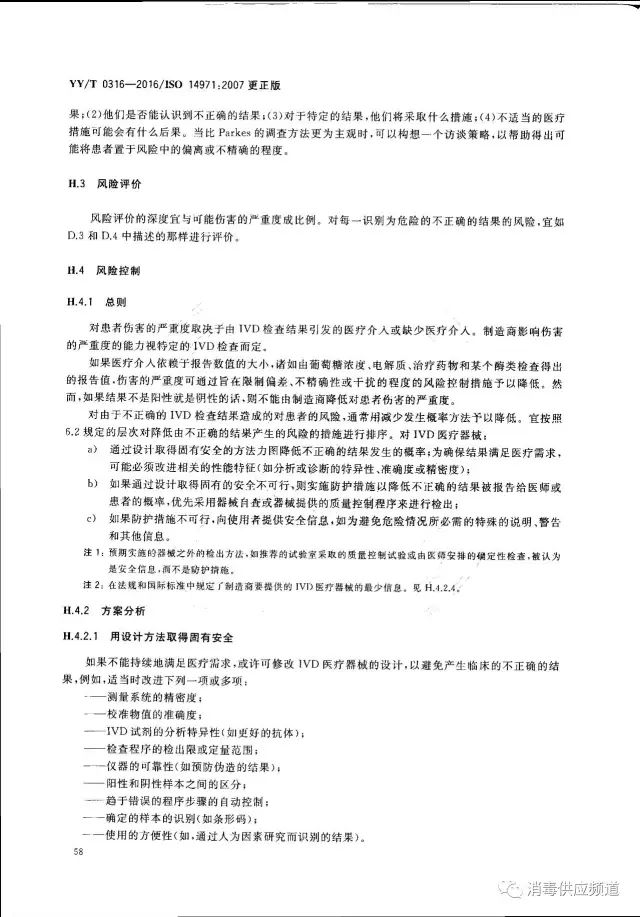 YY/T 0316—2016/ISO 14971:2007 更正版
果;(2)他们是否能认识到不正确的结果;(3)对于特定的结果,他们将采取什么措施;(4)不适当的医疗
措施可能会有什么后果。当比 Parkes 的调查方法更为主观时,可以构想一个访谈策略,以帮助得出可
能将患者置于风险中的偏离或不精确的程度。
H.3 风险评价
风险评价的深度宜与可能伤害的严重度成比例。对每一识别为危险的不正确的结果的风险,宜如
D.3 和 D.4 中描述的那样进行评价。
H.4 风险控制
H.4.1 总则
对患者伤害的严重度取决于由 IVD 检查结果引发的医疗介入或缺少医疗介入。制造商影响伤害
的严重度的能力视特定的 IVD 检查而定。
如果医疗介入依赖于报告数值的大小,诸如由葡萄糖浓度、电解质、治疗药物和某个酶类检查得出
的报告值,伤害的严重度可通过旨在限制偏差、不精确性或干扰的程度的风险控制措施予以降低。然
而,如果结果不是阳性就是阴性的话,则不能由制造商降低对患者伤害的严重度。
对由于不正确的 IVD 检查结果造成的对患者的风险,通常用减少发生概率方法予以降低。宜按照
6.2 规定的层次对降低由不正确的结果产生的风险的措施进行排序。对 IVD 医疗器械:
a) 通过设计取得固有安全的方法力图降低不正确的结果发生的概率;为确保结果满足医疗需求,
可能必须改进相关的性能特征(如分析或诊断的特异性、准确度或精密度);
b) 如果通过设计取得固有的安全不可行,则实施防护措施以降低不正确的结果被报告给医师或
患者的概率,优先采用器械自查或器械提供的质量控制程序来进行检出;
c) 如果防护措施不可行,向使用者提供安全信息,如为避免危险情况所必需的特殊的说明、警告
和其他信息。
注 1: 预期实施的器械之外的检出方法,如推荐的试验室采取的质量控制试验或由医师安排的确定性检查,被认为
是安全信息,而不是防护措施。
注 2: 在法规和国际标准中规定了制造商要提供的 IVD 医疗器械的最少信息。见 H.4.2.4。
H.4.2 方案分析
H.4.2.1 用设计方法取得固有安全
如果不能持续地满足医疗需求,或许可修改 IVD 医疗器械的设计,以避免产生临床的不正确的结
果,例如,适当时改进下列一项或多项:
——测量系统的精密度;
——校准物值的准确度;
——IVD 试剂的分析特异性(如更好的抗体);
——检查程序的检出限或定量范围;
——仪器的可靠性(如预防伪造的结果);
——阳性和阴性样本之间的区分;
——趋于错误的程序步骤的自动控制;
——确定的样本的识别(如条形码);
——使用的方便性(如,通过人为因素研究而识别的结果)。
58
消毒供应频道